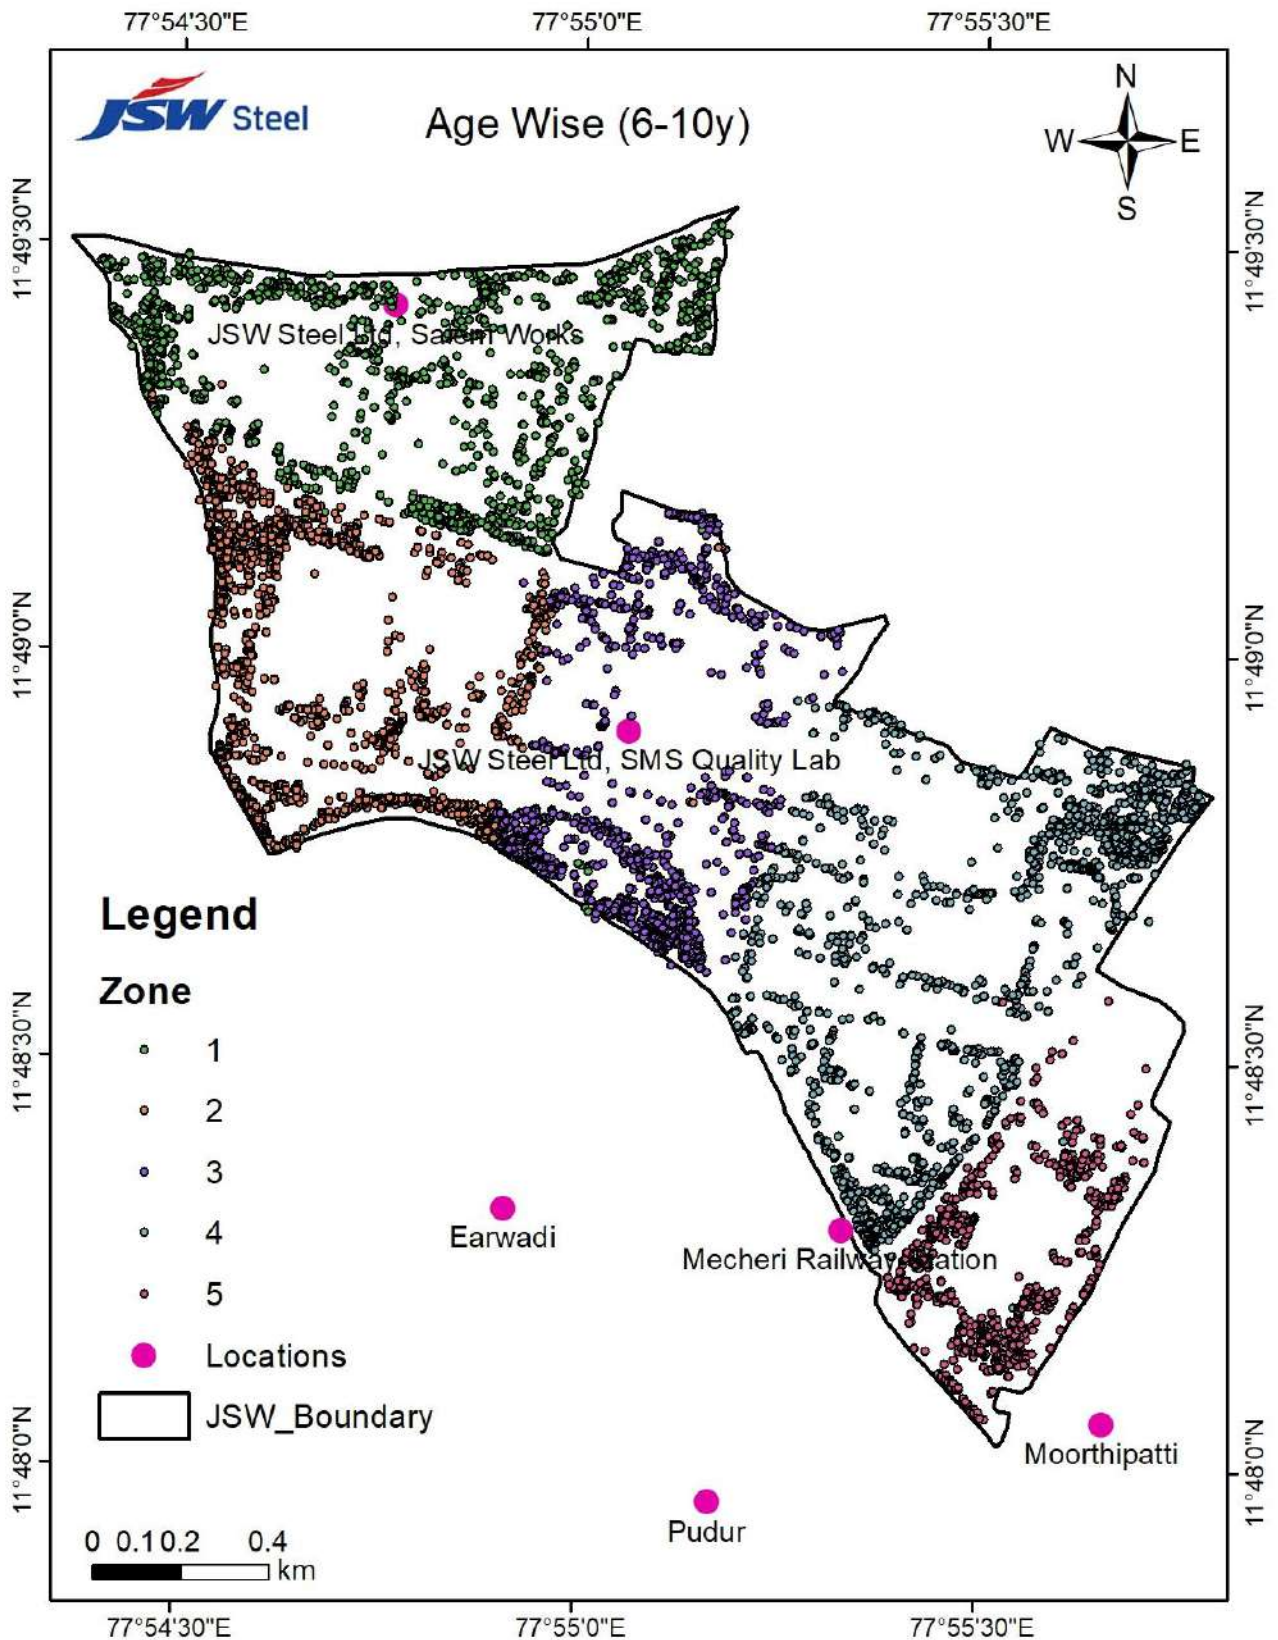 77°54'30"E 77°55'0"E 77°55'30"E
JSW Steel
Age Wise (6-10y)
N
W E
S
11°49'30"N 11°49'30"N
JSW Steel Ltd, Salem Works
11°49'0"N 11°49'0"N
JSW Steel Ltd, SMS Quality Lab
Legend
Zone
1
2
3
4
5
Locations
JSW_Boundary
11°48'30"N 11°48'30"N
Earwadi
Mecheri Railway Station
11°48'0"N 11°48'0"N
Moorthipatti
Pudur
0 0.1 0.2 0.4
km
77°54'30"E 77°55'0"E 77°55'30"E